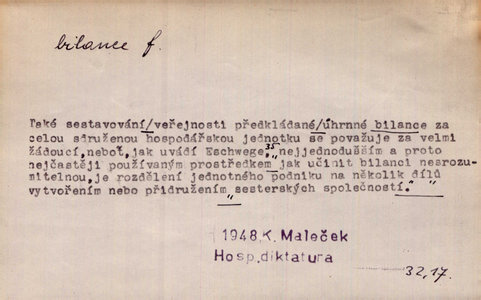 bilance f.
Také sestavování/veřejnosti předkládané/úhrnné bilance za
celou sdruženou hospodářskou jednotku se považuje za velmi
žádoucí, neboť, jak uvádí Eschwege,35 "nejjednodušším a proto
nejčastěji používaným prostředkem jak učinit bilanci nesrozu-
mitelnou, je rozdělení jednotného podniku na několik dílů
vytvořením nebo přidružením sesterských společností." "
"
1948, K. Maleček
Hosp. diktatura
32, 17.